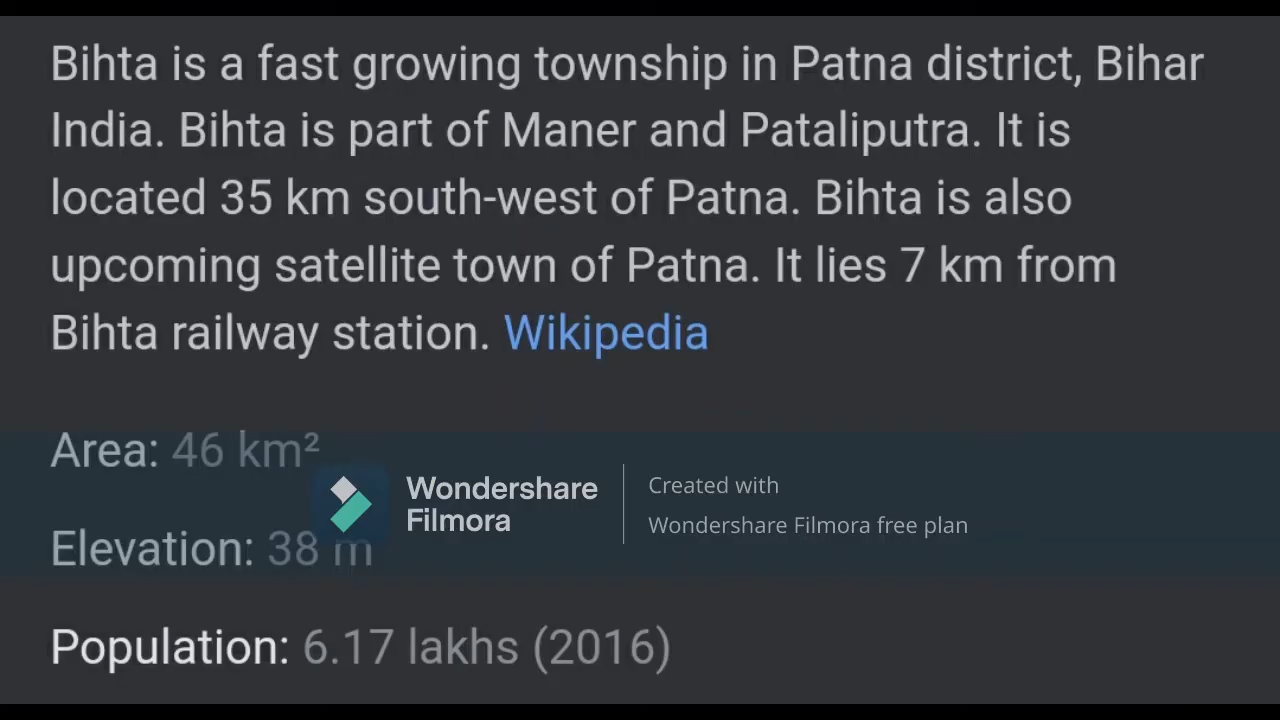 Bihta is a fast growing township in Patna district, Bihar
India. Bihta is part of Maner and Pataliputra. It is
located 35 km south-west of Patna. Bihta is also
upcoming satellite town of Patna. It lies 7 km from
Bihta railway station. Wikipedia
Area: 46 km²
Elevation: 38 m
Wondershare
Filmora
Created with
Wondershare Filmora free plan
Population: 6.17 lakhs (2016)